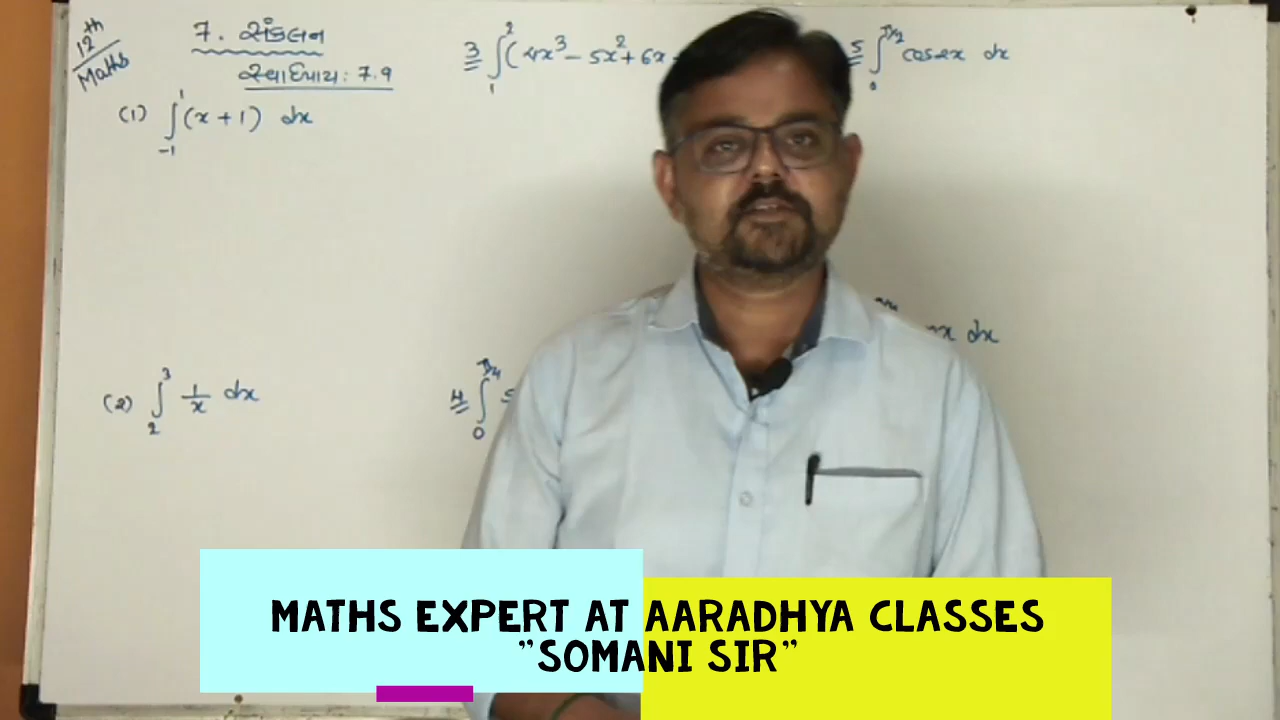 12th
Maths
7. સંકલન
સ્વાધ્યાય: 7.9
(1) ∫₋₁¹ (x + 1) dx
(2) ∫₂³ 1/x dx
3 ∫₁² (4x³ − 5x² + 6x
4 ∫₀^(π/4)
5 ∫₀^(π/2) cos2x dx
dx
MATHS EXPERT AT AARADHYA CLASSES
"SOMANI SIR"